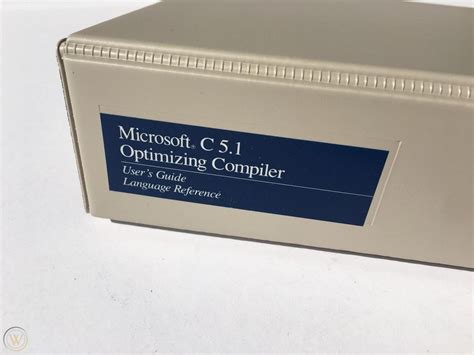 Microsoft® C 5.1
Optimizing Compiler
User's Guide
Language Reference
W